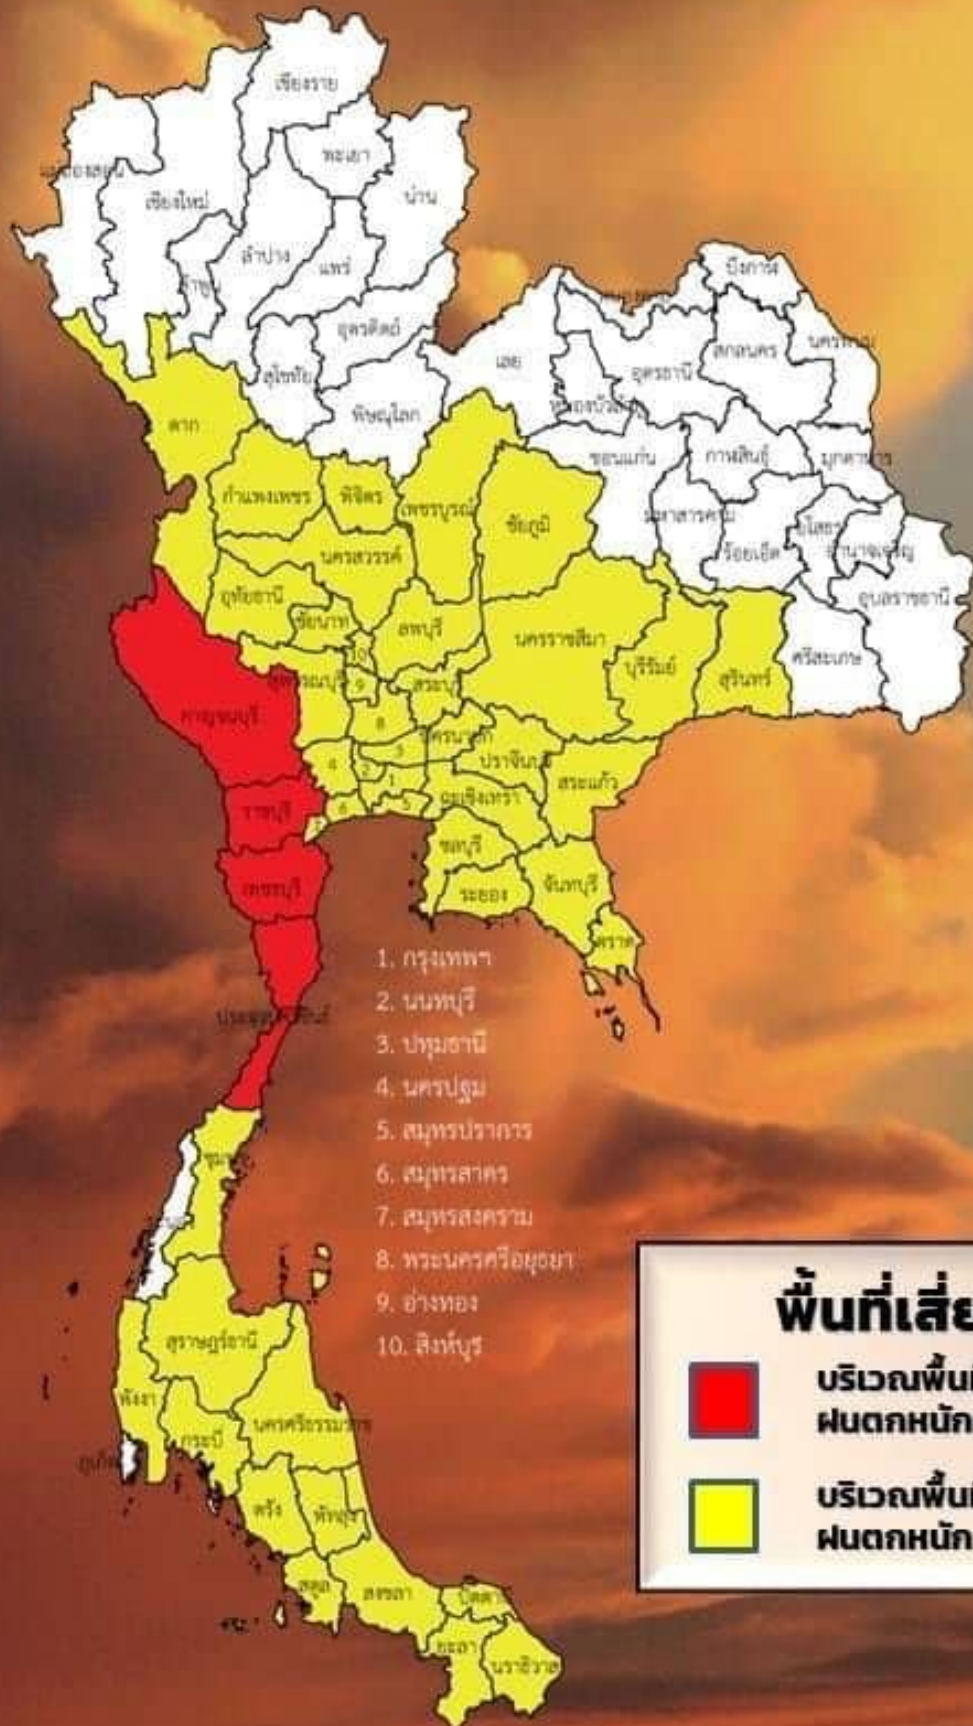 เชียงราย
พะเยา
น่าน
เชียงใหม่
ลำปาง
แพร่
ลำพูน
อุตรดิตถ์
สุโขทัย
พิษณุโลก
ตาก
เลย
บึงกาฬ
อุดรธานี
สกลนคร
นครพนม
ขอนแก่น
กาฬสินธุ์
มุกดาหาร
มหาสารคาม
ร้อยเอ็ด
อำนาจเจริญ
อุบลราชธานี
ศรีสะเกษ
กำแพงเพชร
พิจิตร
เพชรบูรณ์
ชัยภูมิ
นครสวรรค์
อุทัยธานี
ชัยนาท
ลพบุรี
นครราชสีมา
บุรีรัมย์
สุรินทร์
10
9
สระบุรี
กาญจนบุรี
8
3
4
2
1
ปราจีนบุรี
สระแก้ว
ราชบุรี
6
5
ฉะเชิงเทรา
ชลบุรี
ระยอง
จันทบุรี
ตราด
เพชรบุรี
1. กรุงเทพฯ
2. นนทบุรี
3. ปทุมธานี
4. นครปฐม
5. สมุทรปราการ
6. สมุทรสาคร
7. สมุทรสงคราม
8. พระนครศรีอยุธยา
9. อ่างทอง
10. สิงห์บุรี
สุราษฎร์ธานี
พังงา
กระบี่
นครศรีธรรมราช
ตรัง
พัทลุง
สตูล
สงขลา
ยะลา
นราธิวาส
บริเวณพื้นที่
ฝนตกหนัก
บริเวณพื้นที่
ฝนตกหนัก